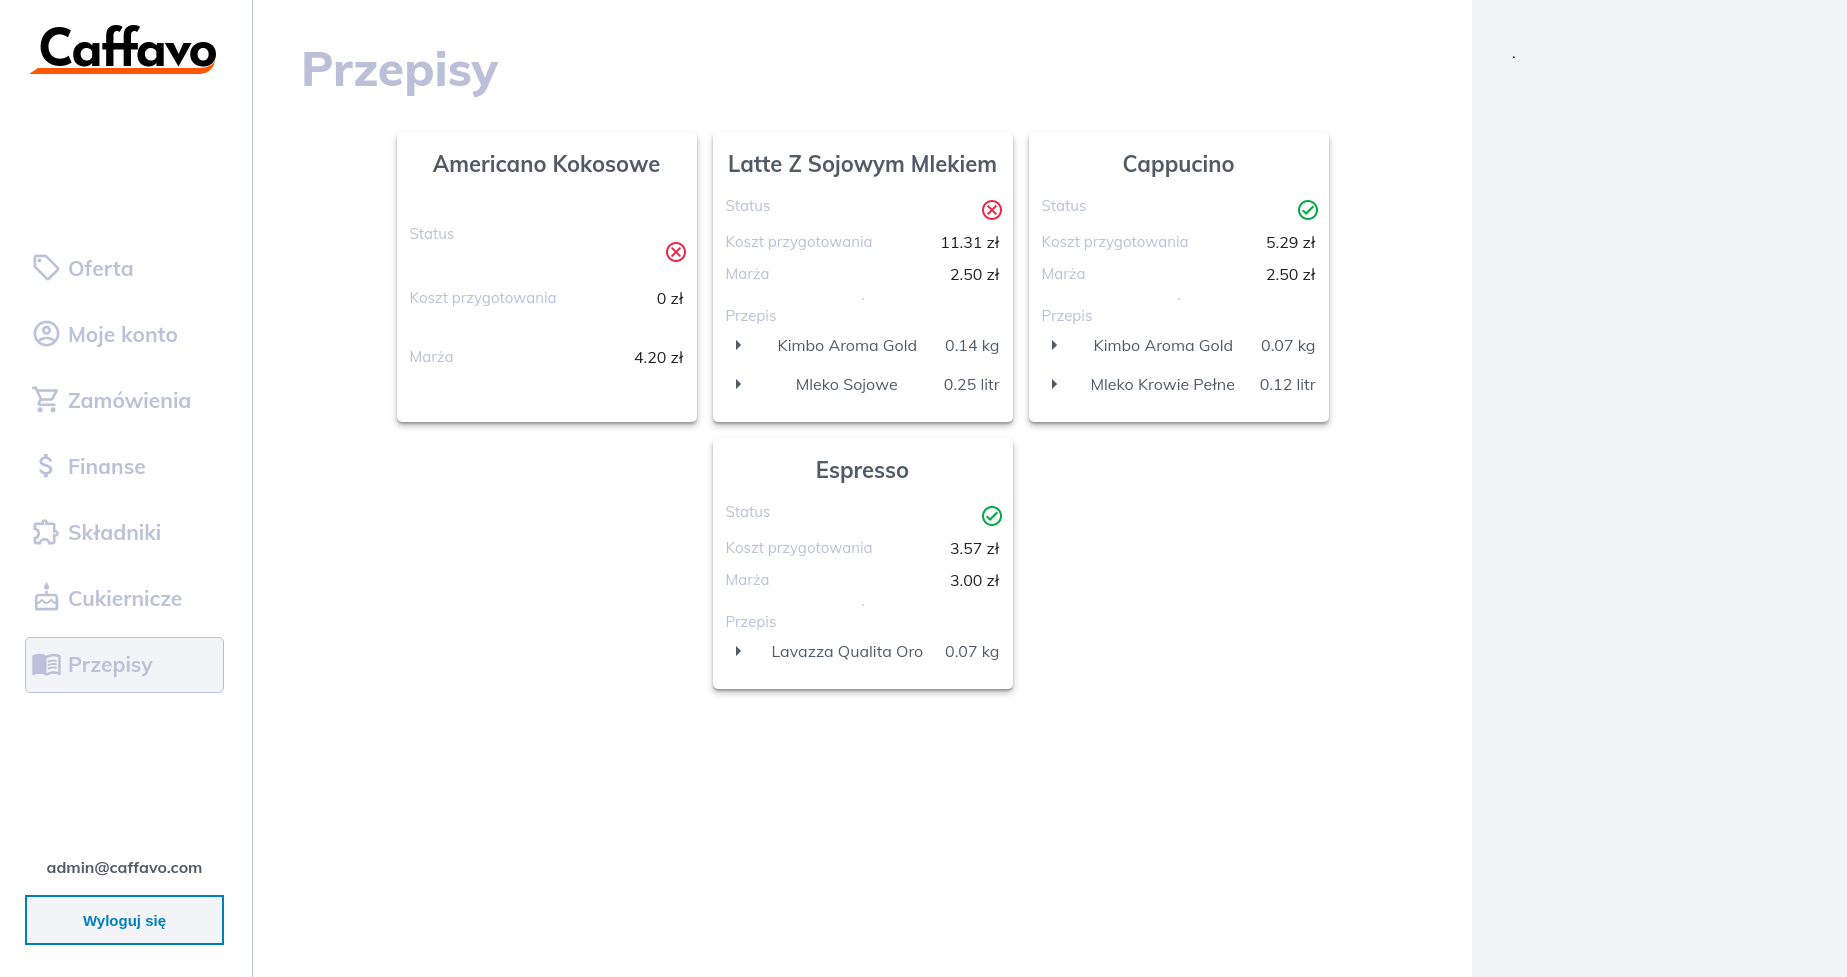 Caffavo
Oferta
Moje konto
Zamówienia
Finanse
Składniki
Cukiernicze
Przepisy
admin@caffavo.com
Wyloguj się
Przepisy
Americano Kokosowe
Status
Koszt przygotowania 0 zł
Marża 4.20 zł
Latte Z Sojowym Mlekiem
Status
Koszt przygotowania 11.31 zł
Marża 2.50 zł
.
Przepis
Kimbo Aroma Gold 0.14 kg
Mleko Sojowe 0.25 litr
Cappucino
Status
Koszt przygotowania 5.29 zł
Marża 2.50 zł
.
Przepis
Kimbo Aroma Gold 0.07 kg
Mleko Krowie Pełne 0.12 litr
Espresso
Status
Koszt przygotowania 3.57 zł
Marża 3.00 zł
.
Przepis
Lavazza Qualita Oro 0.07 kg
.